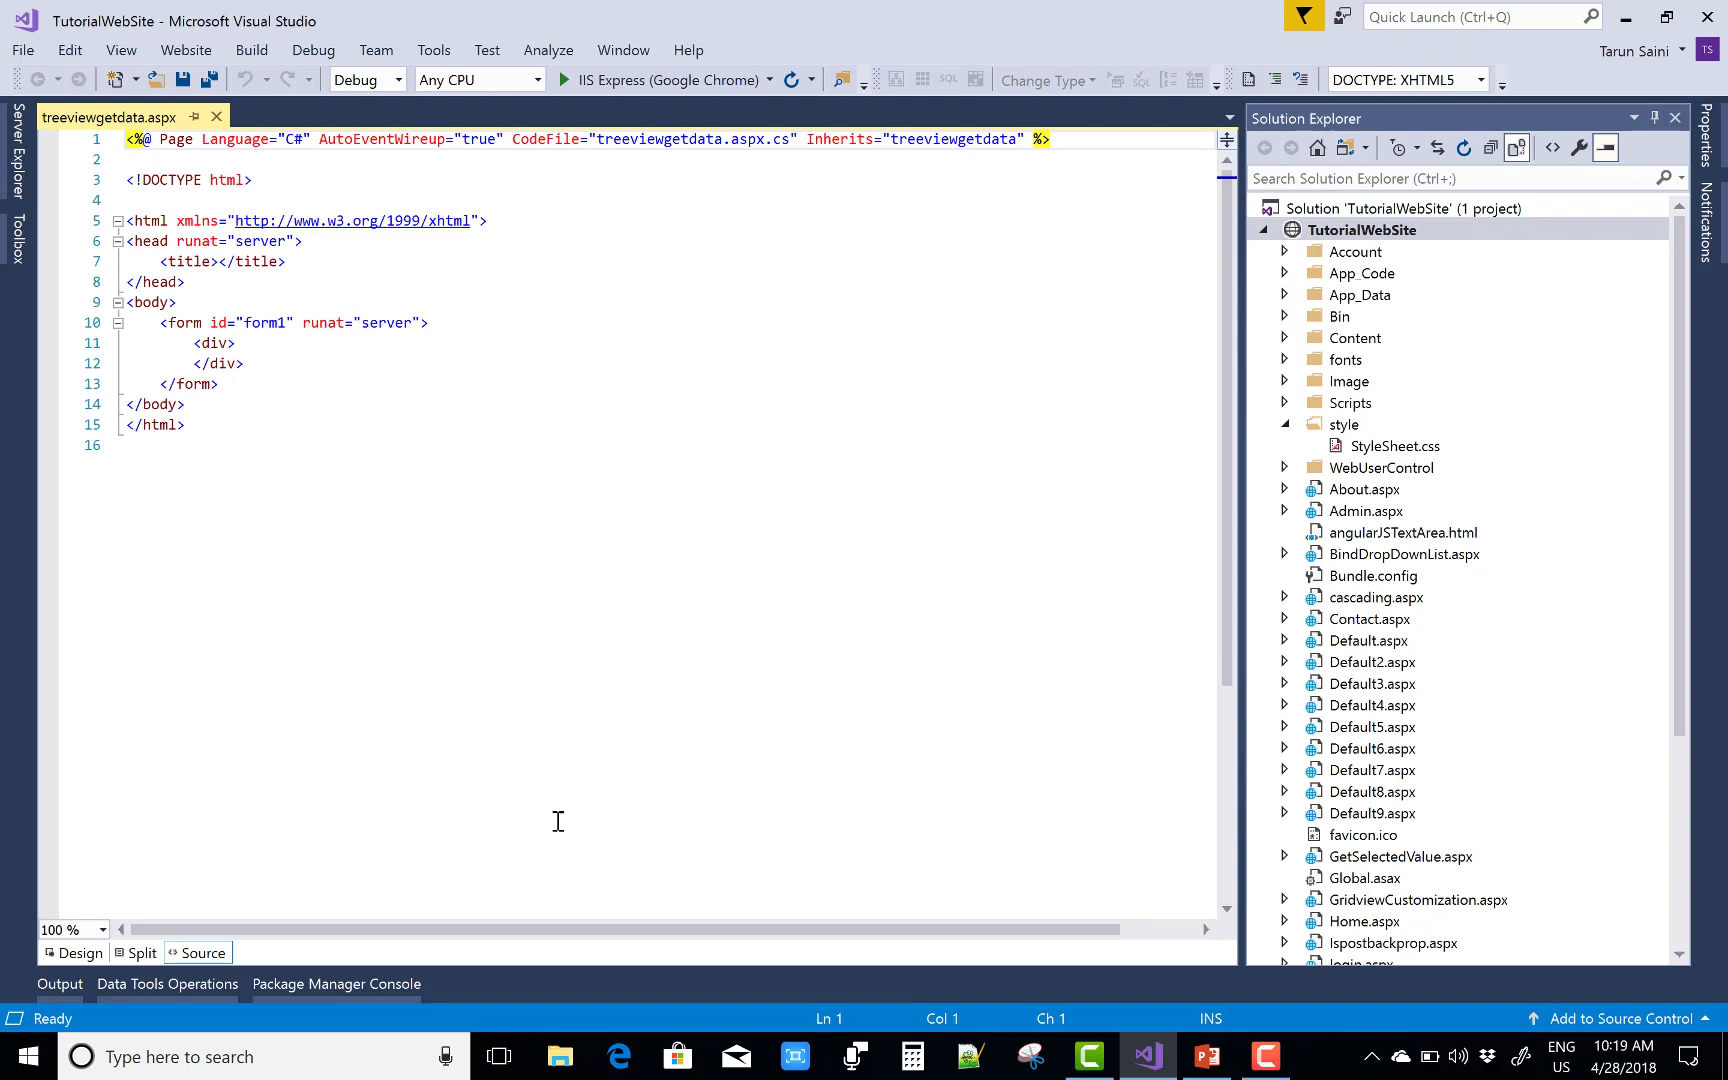 TutorialWebSite - Microsoft Visual Studio
Quick Launch (Ctrl+Q)
File Edit View Website Build Debug Team Tools Test Analyze Window Help
Tarun Saini TS
Debug Any CPU IIS Express (Google Chrome) SQL Change Type DOCTYPE: XHTML5
Server Explorer
Toolbox
treeviewgetdata.aspx
1 <%@ Page Language="C#" AutoEventWireup="true" CodeFile="treeviewgetdata.aspx.cs" Inherits="treeviewgetdata" %>
2
3 <!DOCTYPE html>
4
5 <html xmlns="http://www.w3.org/1999/xhtml">
6 <head runat="server">
7 <title></title>
8 </head>
9 <body>
10 <form id="form1" runat="server">
11 <div>
12 </div>
13 </form>
14 </body>
15 </html>
16
100 %
Design Split Source
Solution Explorer
Search Solution Explorer (Ctrl+;)
Solution 'TutorialWebSite' (1 project)
TutorialWebSite
Account
App_Code
App_Data
Bin
Content
fonts
Image
Scripts
style
StyleSheet.css
WebUserControl
About.aspx
Admin.aspx
angularJSTextArea.html
BindDropDownList.aspx
Bundle.config
cascading.aspx
Contact.aspx
Default.aspx
Default2.aspx
Default3.aspx
Default4.aspx
Default5.aspx
Default6.aspx
Default7.aspx
Default8.aspx
Default9.aspx
favicon.ico
GetSelectedValue.aspx
Global.asax
GridviewCustomization.aspx
Home.aspx
Ispostbackprop.aspx
login.aspx
Properties
Notifications
Output Data Tools Operations Package Manager Console
Ready Ln 1 Col 1 Ch 1 INS Add to Source Control
Type here to search
ENG
US
10:19 AM
4/28/2018